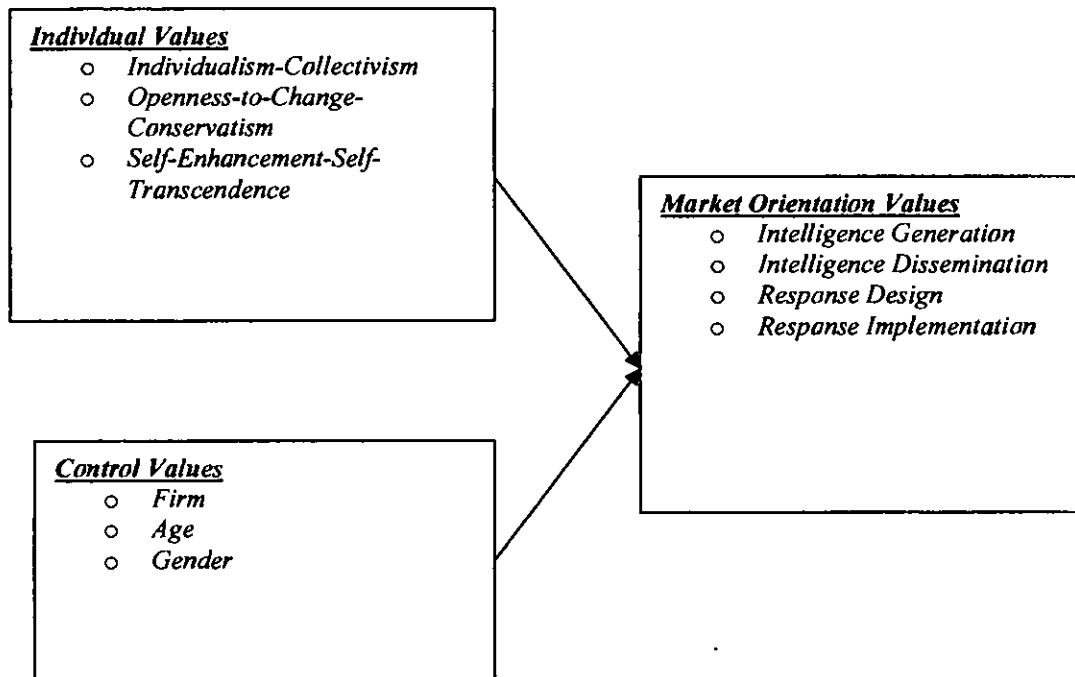 Individual Values
o Individualism-Collectivism
o Openness-to-Change-
Conservatism
o Self-Enhancement-Self-
Transcendence
Market Orientation Values
o Intelligence Generation
o Intelligence Dissemination
o Response Design
o Response Implementation
Control Values
o Firm
o Age
o Gender